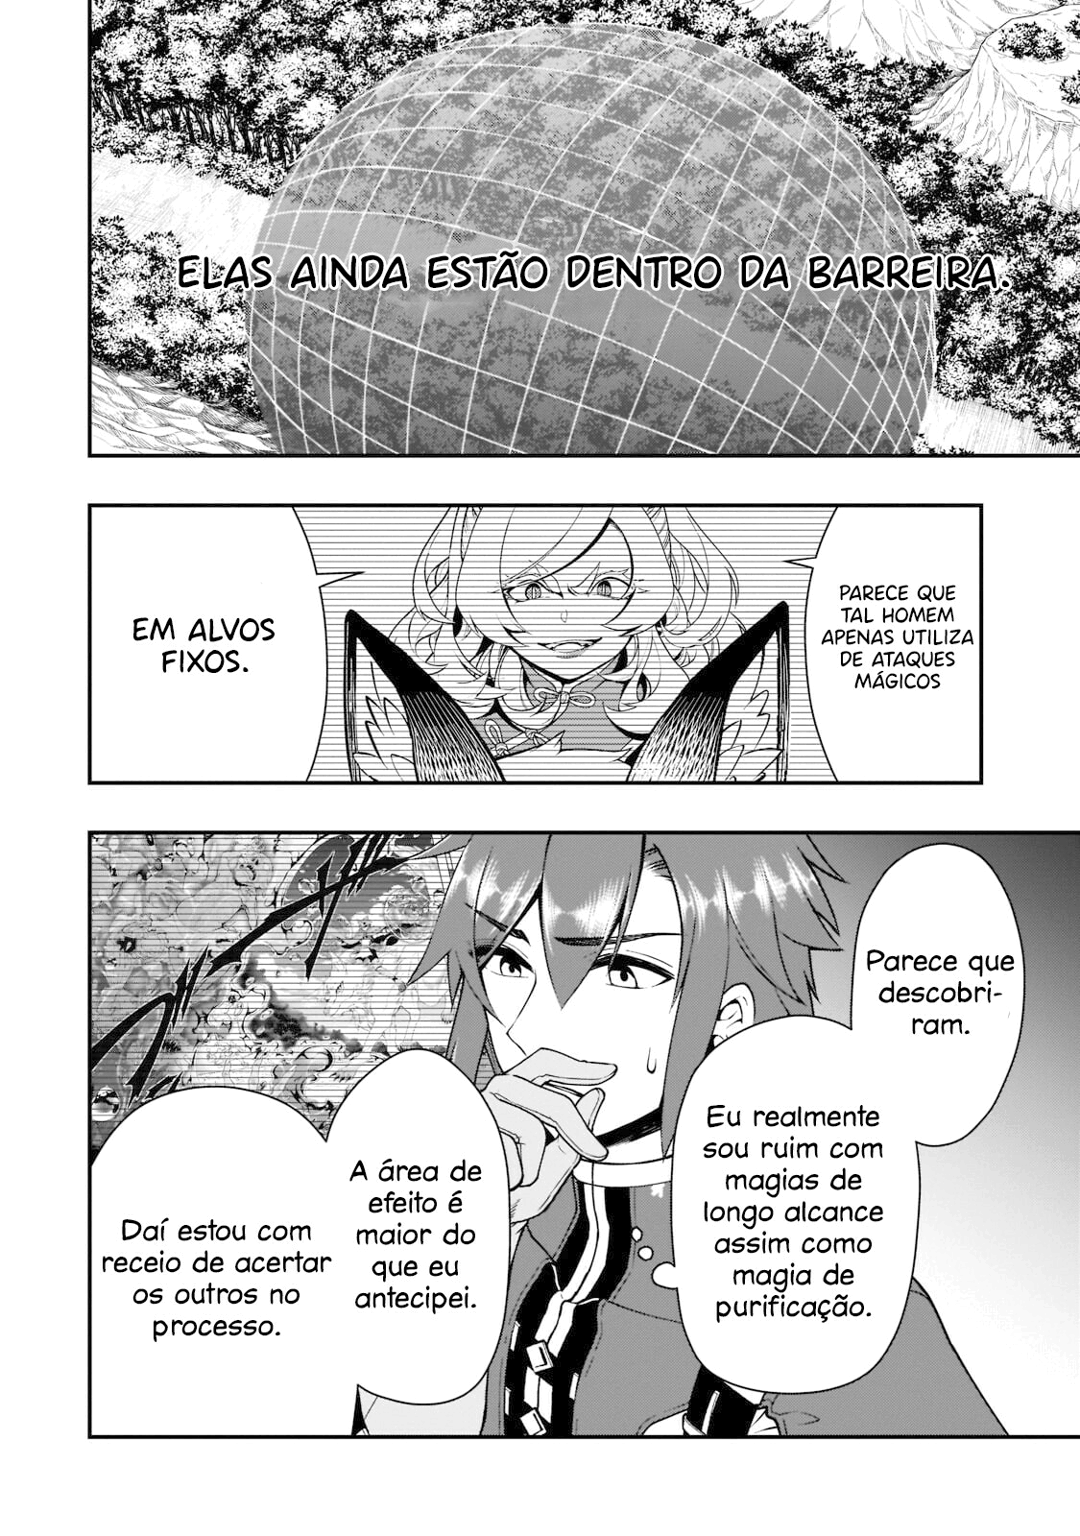 ELAS AINDA ESTÃO DENTRO DA BARREIRA.
PARECE QUE
TAL HOMEM
APENAS UTILIZA
DE ATAQUES
MÁGICOS
EM ALVOS
FIXOS.
Parece que
descobri-
ram.
Eu realmente
sou ruim com
magias de
longo alcance
assim como
magia de
purificação.
A área de
efeito é
maior do
que eu
antecipei.
Daí estou com
receio de acertar
os outros no
processo.